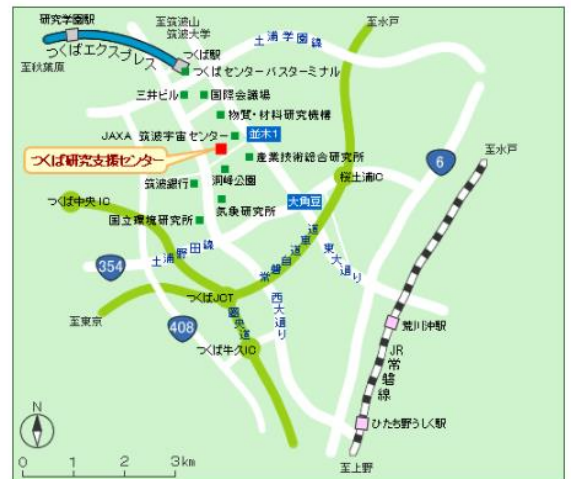 研究学園駅
至筑波山
筑波大学
至水戸
土浦学園線
つくばエクスプレス
つくば駅
至秋葉原
つくばセンターバスターミナル
三井ビル
国際会議場
物質・材料研究機構
JAXA 筑波宇宙センター
並木1
至水戸
つくば研究支援センター
産業技術総合研究所
6
洞峰公園
桜土浦IC
筑波銀行
大角豆
つくば中央IC
気象研究所
国立環境研究所
土浦野田線
常磐自動車道
東大通り
354
つくばJCT
西大通り
至東京
圏央道
408
荒川沖駅
つくば牛久IC
JR常磐線
N
ひたち野うしく駅
0 1 2 3km
至上野